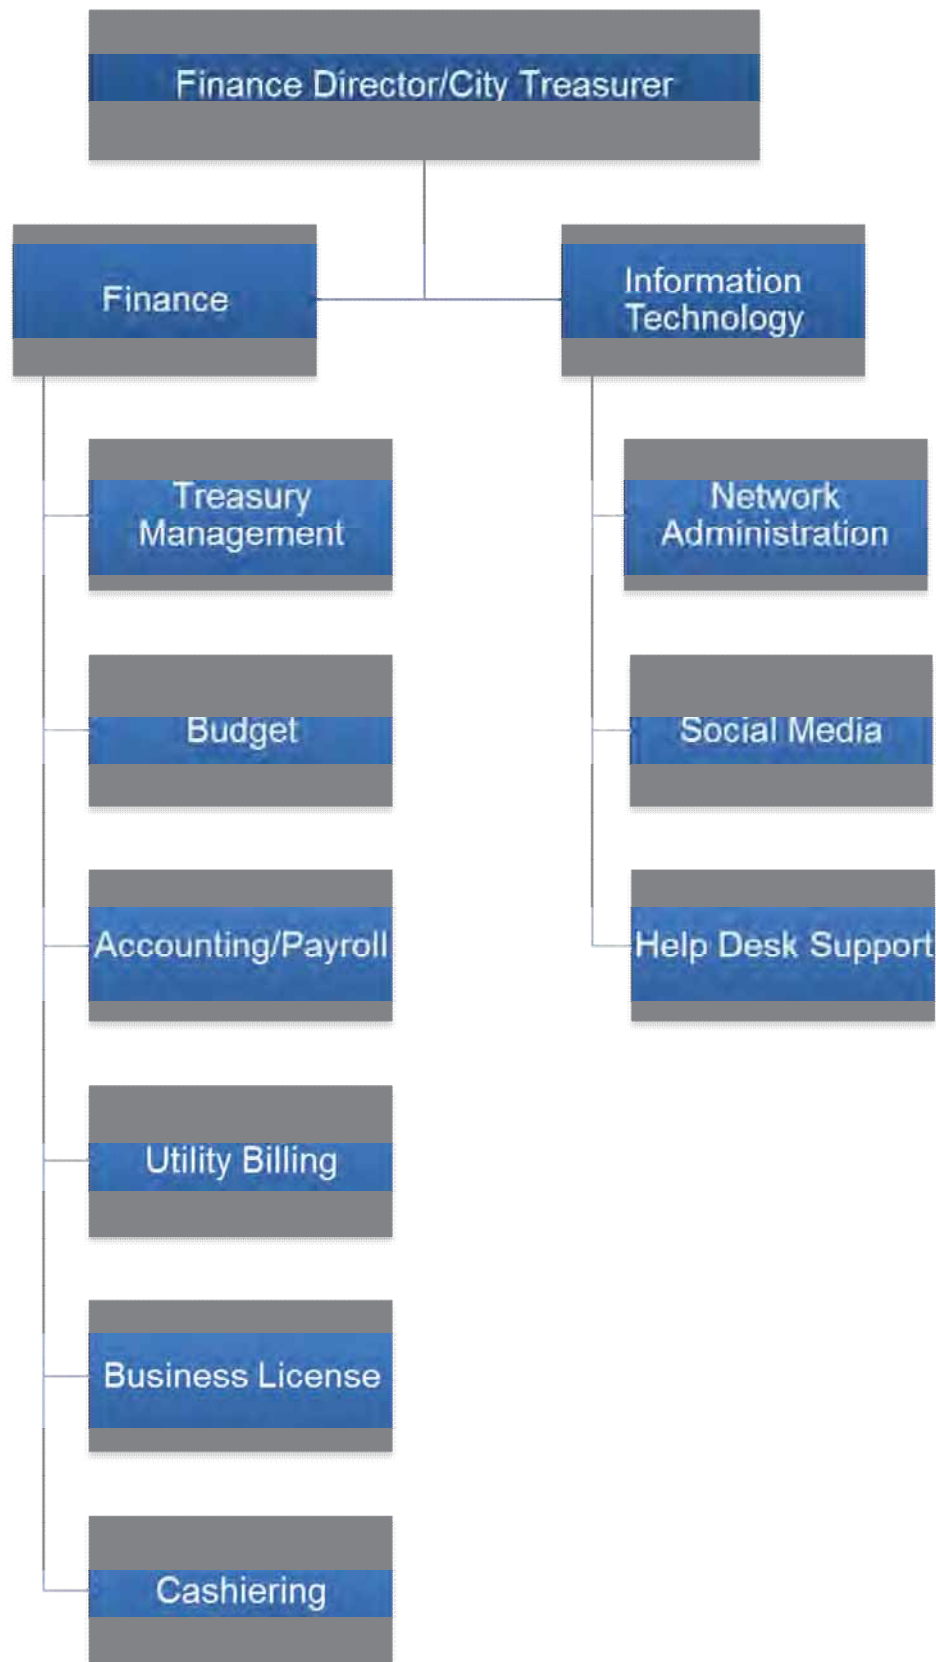 Finance Director/City Treasurer
Finance
Information
Technology
Treasury
Management
Network
Administration
Budget
Social Media
Accounting/Payroll
Help Desk Support
Utility Billing
Business License
Cashiering